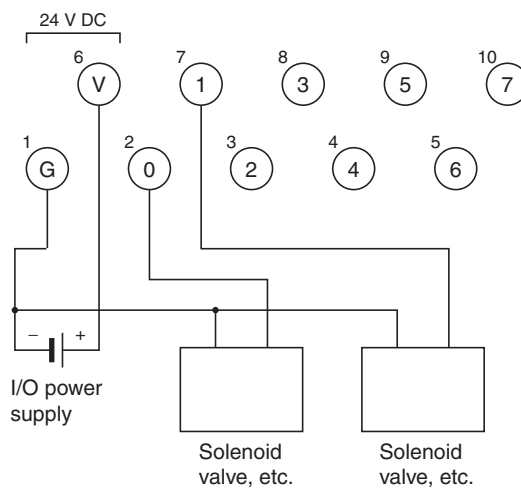 24 V DC
6 7 8 9 10
V 1 3 5 7
1 2 3 4 5
G 0 2 4 6
− +
I/O power
supply
Solenoid
valve, etc.
Solenoid
valve, etc.